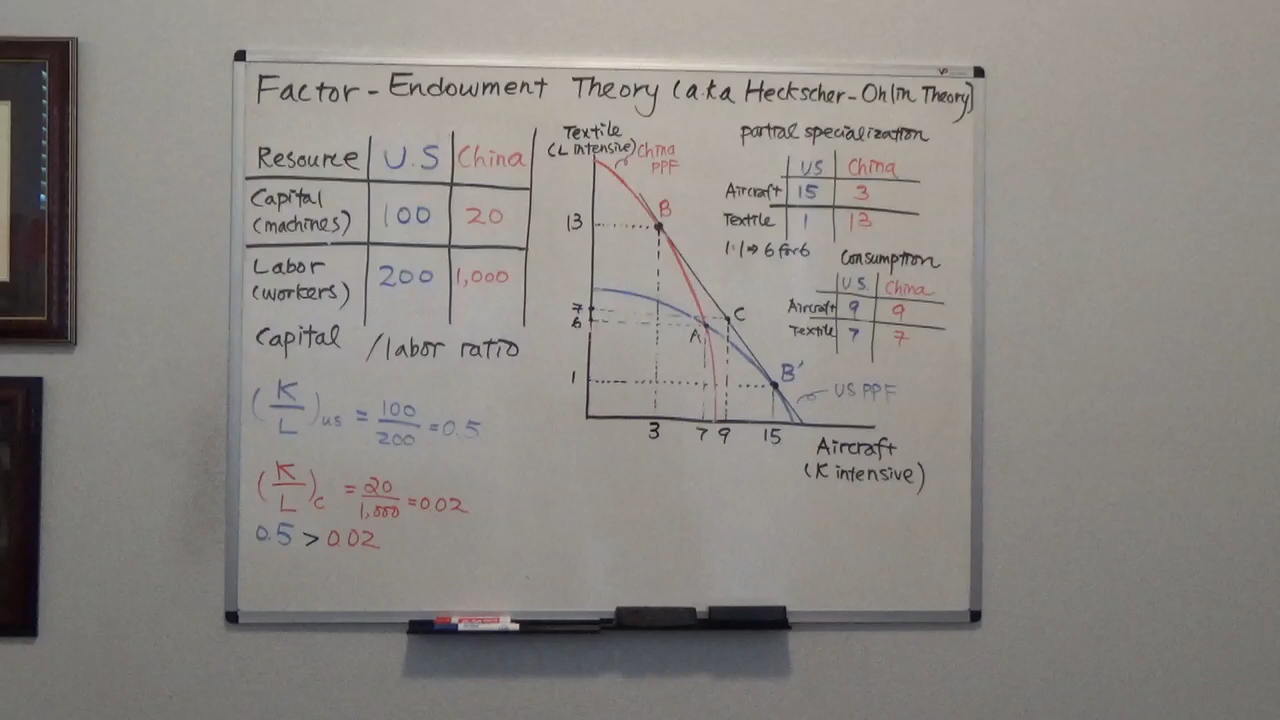 Factor-Endowment Theory (a.k.a Heckscher-Ohlin Theory)
Resource U.S China
Capital (machines) 100 20
Labor (workers) 200 1,000
Capital /labor ratio
(K/L)us = 100/200 = 0.5
(K/L)c = 20/1,000 = 0.02
0.5 > 0.02
Textile
(L intensive)
China
PPF
B
13
7
6
C
A
1
B'
US PPF
3 7 9 15
Aircraft
(K intensive)
partial specialization
US China
Aircraft 15 3
Textile 1 13
1:1 ⇒ 6 for 6
Consumption
U.S. China
Aircraft 9 9
Textile 7 7